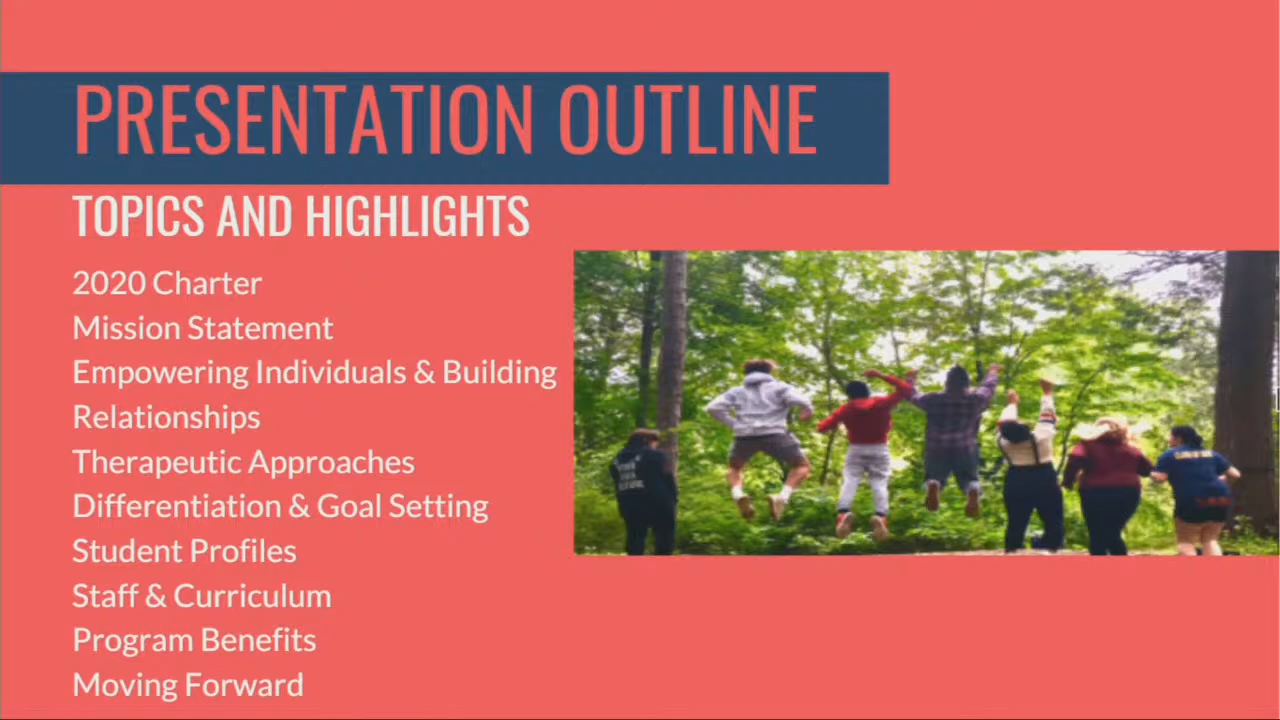 PRESENTATION OUTLINE
TOPICS AND HIGHLIGHTS
2020 Charter
Mission Statement
Empowering Individuals & Building
Relationships
Therapeutic Approaches
Differentiation & Goal Setting
Student Profiles
Staff & Curriculum
Program Benefits
Moving Forward